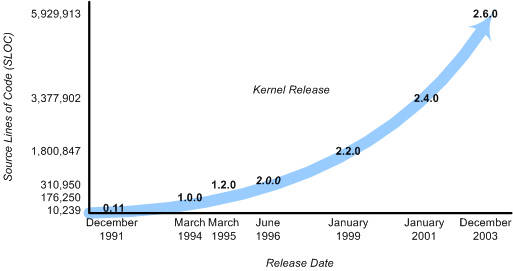 5,929,913
2.6.0
Source Lines of Code (SLOC)
Kernel Release
3,377,902
2.4.0
1,800,847
2.2.0
310,950
1.2.0
2.0.0
176,250
1.0.0
10,239
0.11
December 1991
March 1994
March 1995
June 1996
January 1999
January 2001
December 2003
Release Date